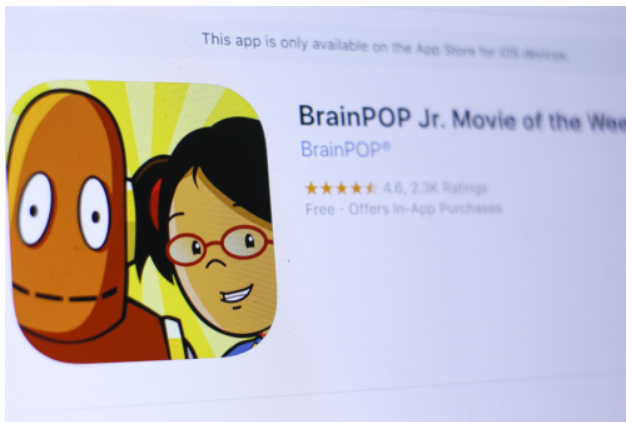 This app is only available on the App Store for iOS devices.
BrainPOP Jr. Movie of the Wee
BrainPOP®
4.6, 2.3K Ratings
Free · Offers In-App Purchases